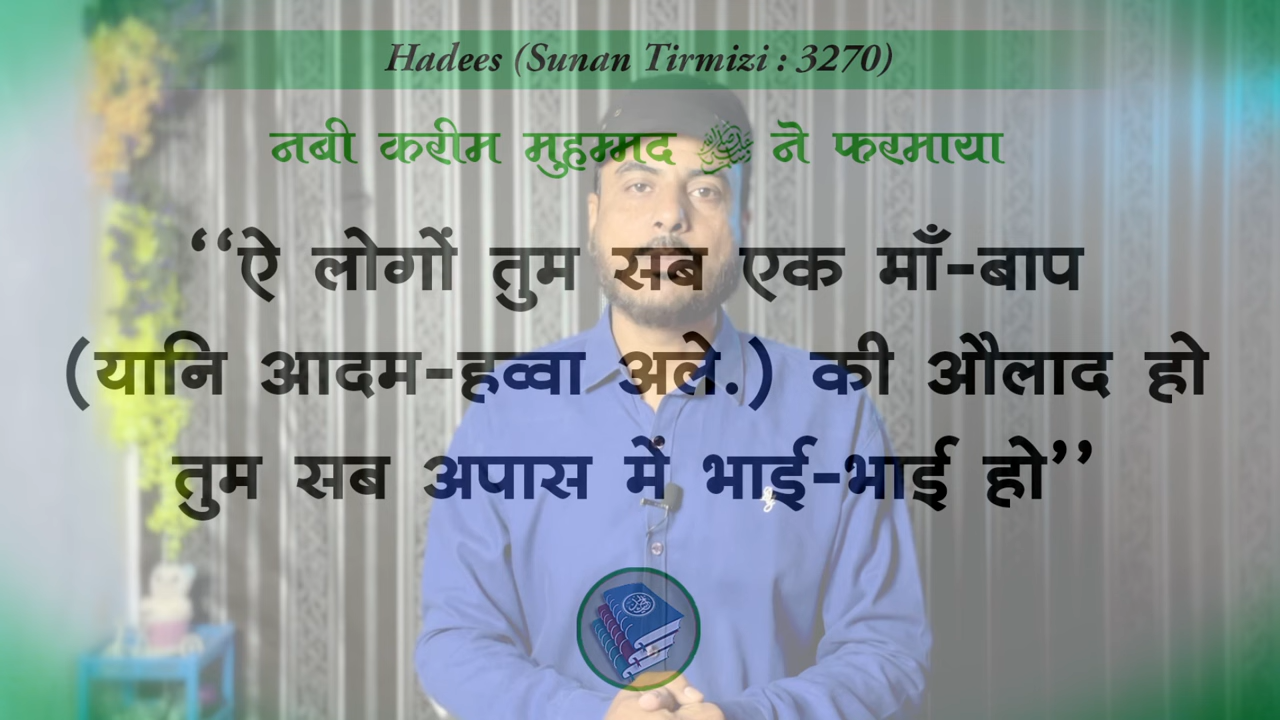 Hadees (Sunan Tirmizi : 3270)
नबी करीम मुहम्मद ﷺ ने फरमाया
“ऐ लोगों तुम सब एक माँ-बाप
(यानि आदम-हव्वा अले.) की औलाद हो
तुम सब अपास में भाई-भाई हो”